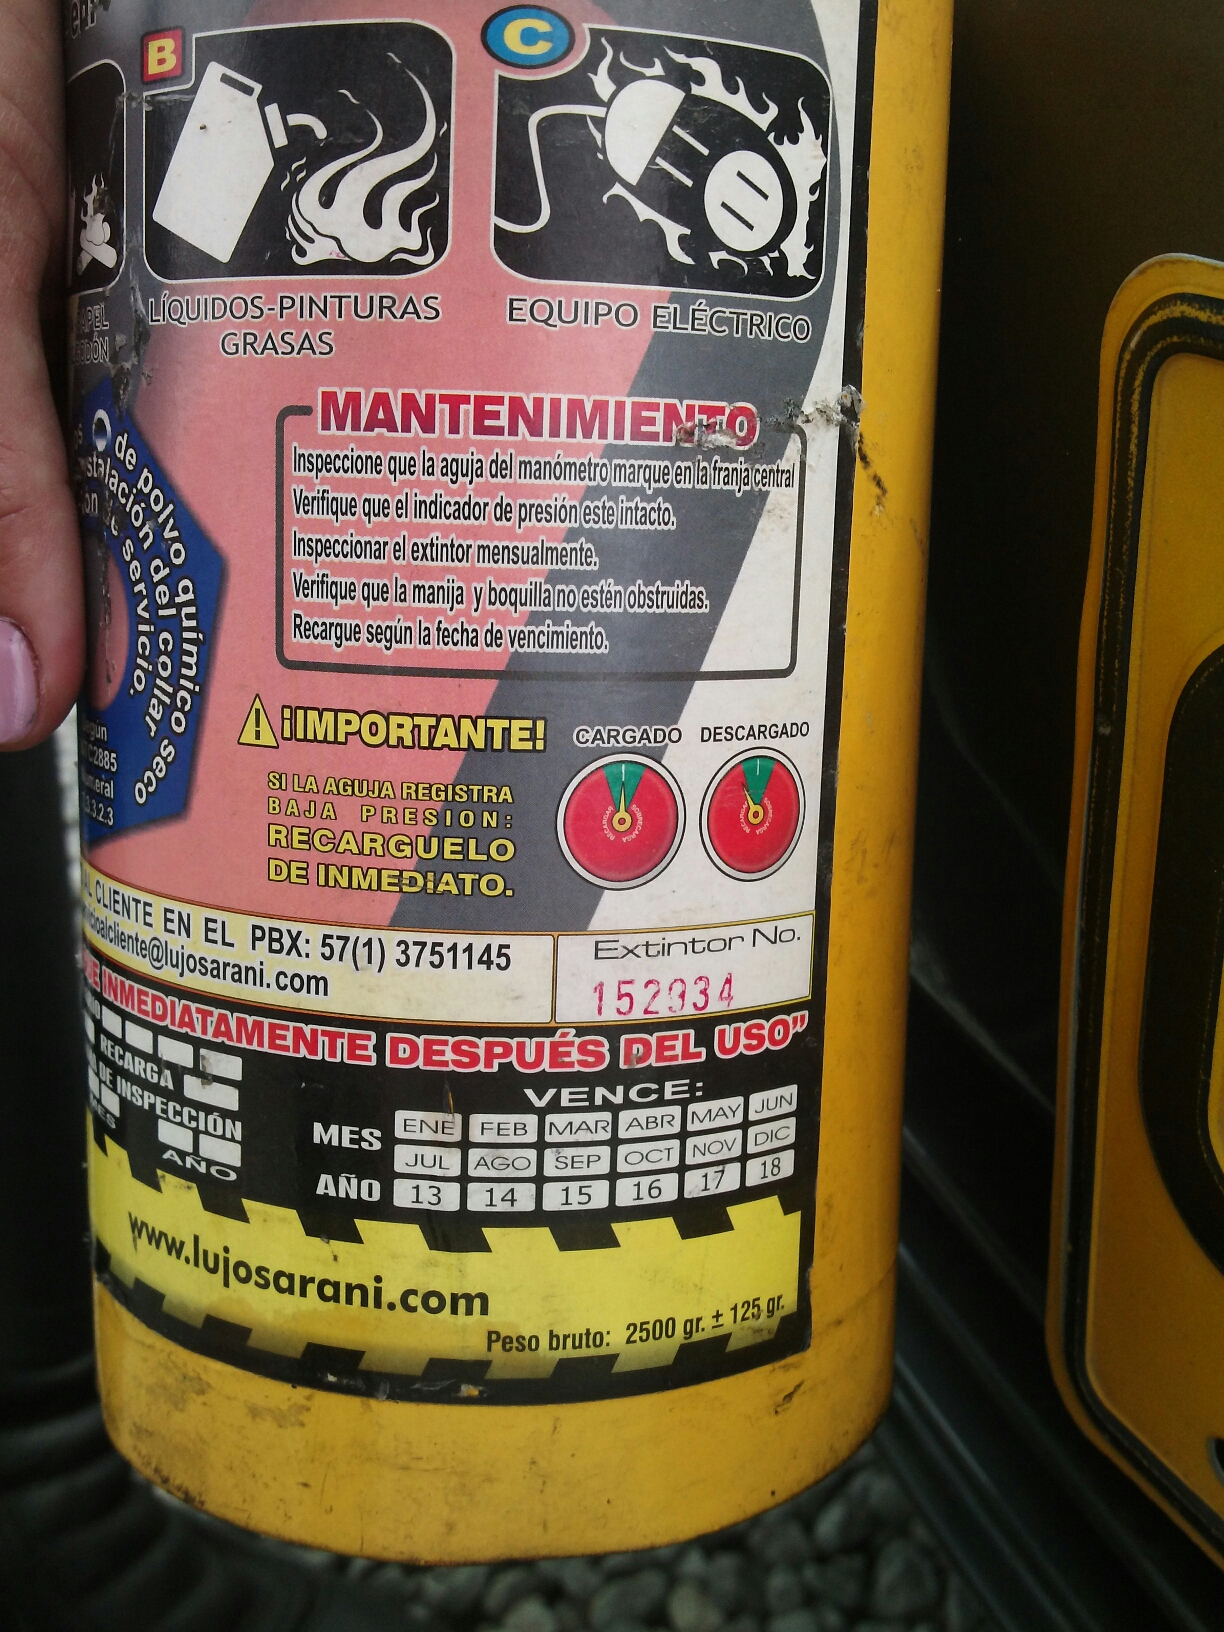 B
C
LÍQUIDOS-PINTURAS
GRASAS
EQUIPO ELÉCTRICO
MANTENIMIENTO
Inspeccione que la aguja del manómetro marque en la franja central
Verifique que el indicador de presión este intacto.
Inspeccionar el extintor mensualmente.
Verifique que la manija y boquilla no estén obstruidas.
Recargue según la fecha de vencimiento.
de polvo químico seco
del collar
servicio.
¡IMPORTANTE!
SI LA AGUJA REGISTRA
BAJA PRESION:
RECARGUELO
DE INMEDIATO.
CARGADO DESCARGADO
RECARGAR SOBRECARGA
RECARGAR SOBRECARGA
CLIENTE EN EL PBX: 57(1) 3751145
@lujosarani.com
Extintor No.
152934
INMEDIATAMENTE DESPUÉS DEL USO”
RECARGA
DE INSPECCIÓN
AÑO
VENCE:
MES ENE FEB MAR ABR MAY JUN
JUL AGO SEP OCT NOV DIC
AÑO 13 14 15 16 17 18
www.lujosarani.com
Peso bruto: 2500 gr. ± 125 gr.